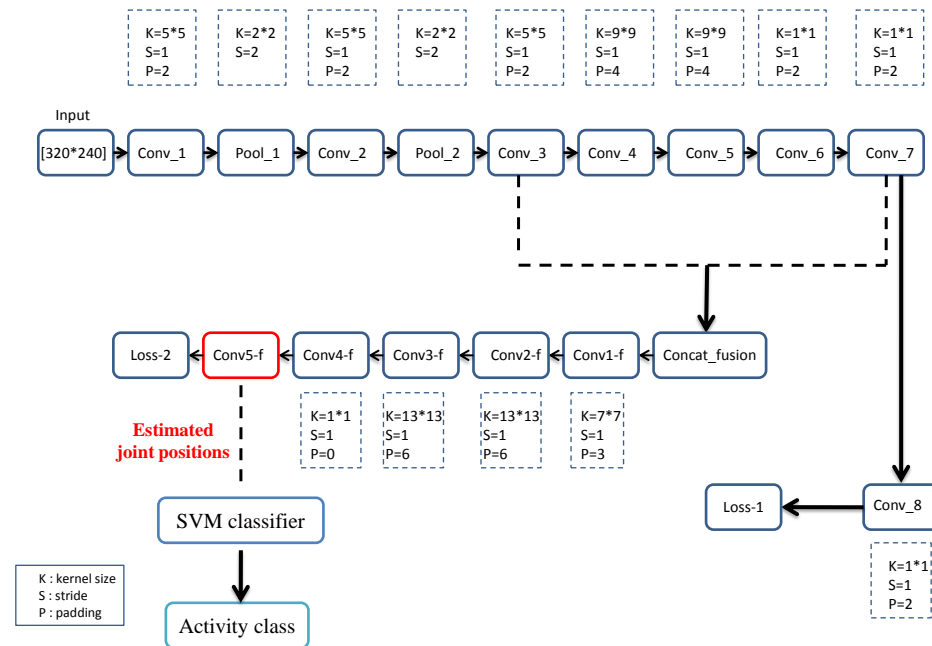 K=5*5
S=1
P=2
K=2*2
S=2
K=5*5
S=1
P=2
K=2*2
S=2
K=5*5
S=1
P=2
K=9*9
S=1
P=4
K=9*9
S=1
P=4
K=1*1
S=1
P=2
K=1*1
S=1
P=2
Input
[320*240]
Conv_1
Pool_1
Conv_2
Pool_2
Conv_3
Conv_4
Conv_5
Conv_6
Conv_7
Loss-2
Conv5-f
Conv4-f
Conv3-f
Conv2-f
Conv1-f
Concat_fusion
K=1*1
S=1
P=0
K=13*13
S=1
P=6
K=13*13
S=1
P=6
K=7*7
S=1
P=3
Estimated
joint positions
SVM classifier
Activity class
Loss-1
Conv_8
K=1*1
S=1
P=2
K : kernel size
S : stride
P : padding